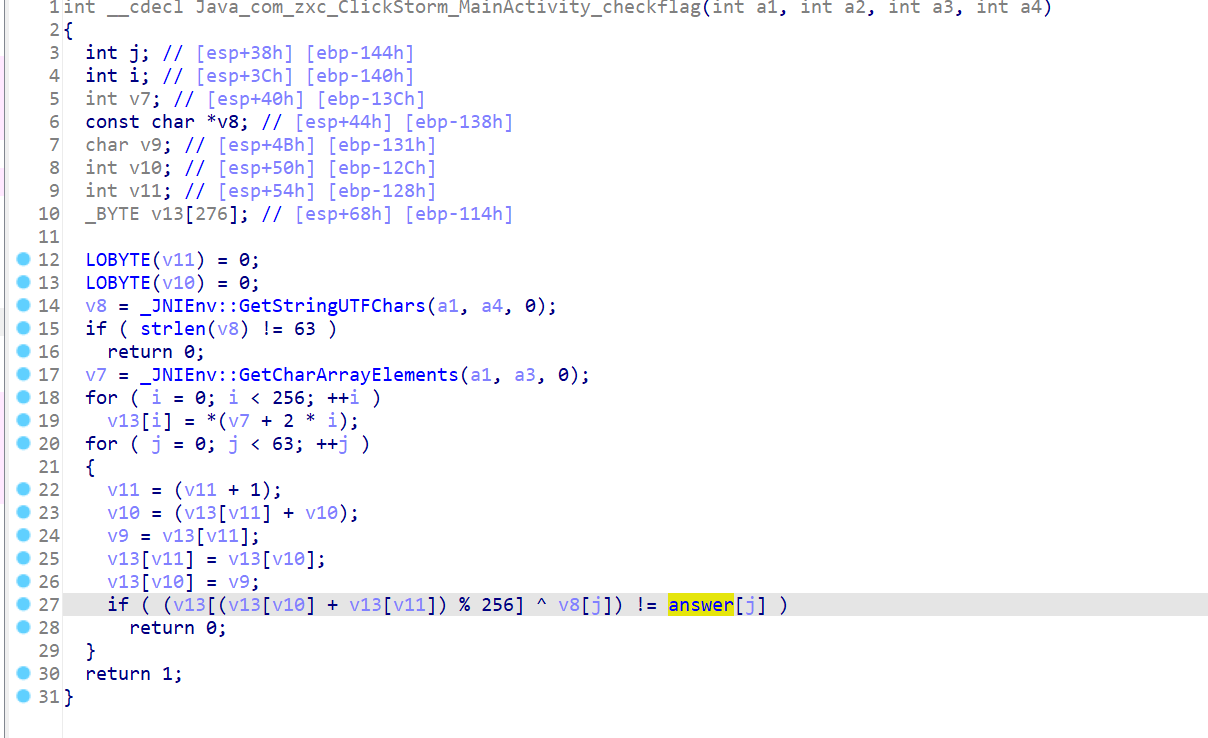 1 int __cdecl Java_com_zxc_ClickStorm_MainActivity_checkflag(int a1, int a2, int a3, int a4)
2 {
3   int j; // [esp+38h] [ebp-144h]
4   int i; // [esp+3Ch] [ebp-140h]
5   int v7; // [esp+40h] [ebp-13Ch]
6   const char *v8; // [esp+44h] [ebp-138h]
7   char v9; // [esp+4Bh] [ebp-131h]
8   int v10; // [esp+50h] [ebp-12Ch]
9   int v11; // [esp+54h] [ebp-128h]
10   _BYTE v13[276]; // [esp+68h] [ebp-114h]
11
12   LOBYTE(v11) = 0;
13   LOBYTE(v10) = 0;
14   v8 = _JNIEnv::GetStringUTFChars(a1, a4, 0);
15   if ( strlen(v8) != 63 )
16     return 0;
17   v7 = _JNIEnv::GetCharArrayElements(a1, a3, 0);
18   for ( i = 0; i < 256; ++i )
19     v13[i] = *(v7 + 2 * i);
20   for ( j = 0; j < 63; ++j )
21   {
22     v11 = (v11 + 1);
23     v10 = (v13[v11] + v10);
24     v9 = v13[v11];
25     v13[v11] = v13[v10];
26     v13[v10] = v9;
27     if ( (v13[(v13[v10] + v13[v11]) % 256] ^ v8[j]) != answer[j] )
28       return 0;
29   }
30   return 1;
31 }